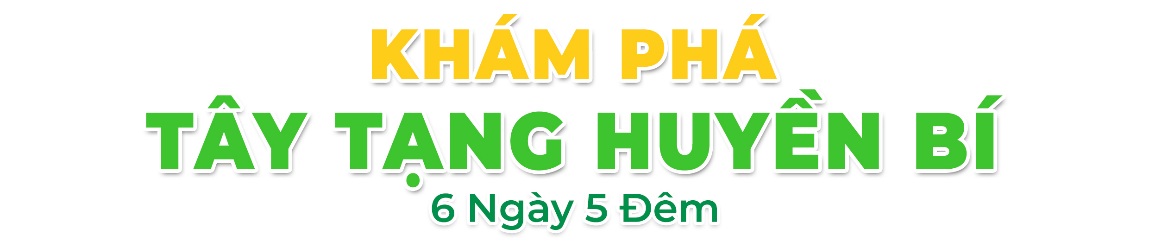 KHÁM PHÁ
TÂY TẠNG HUYỀN BÍ
6 Ngày 5 Đêm